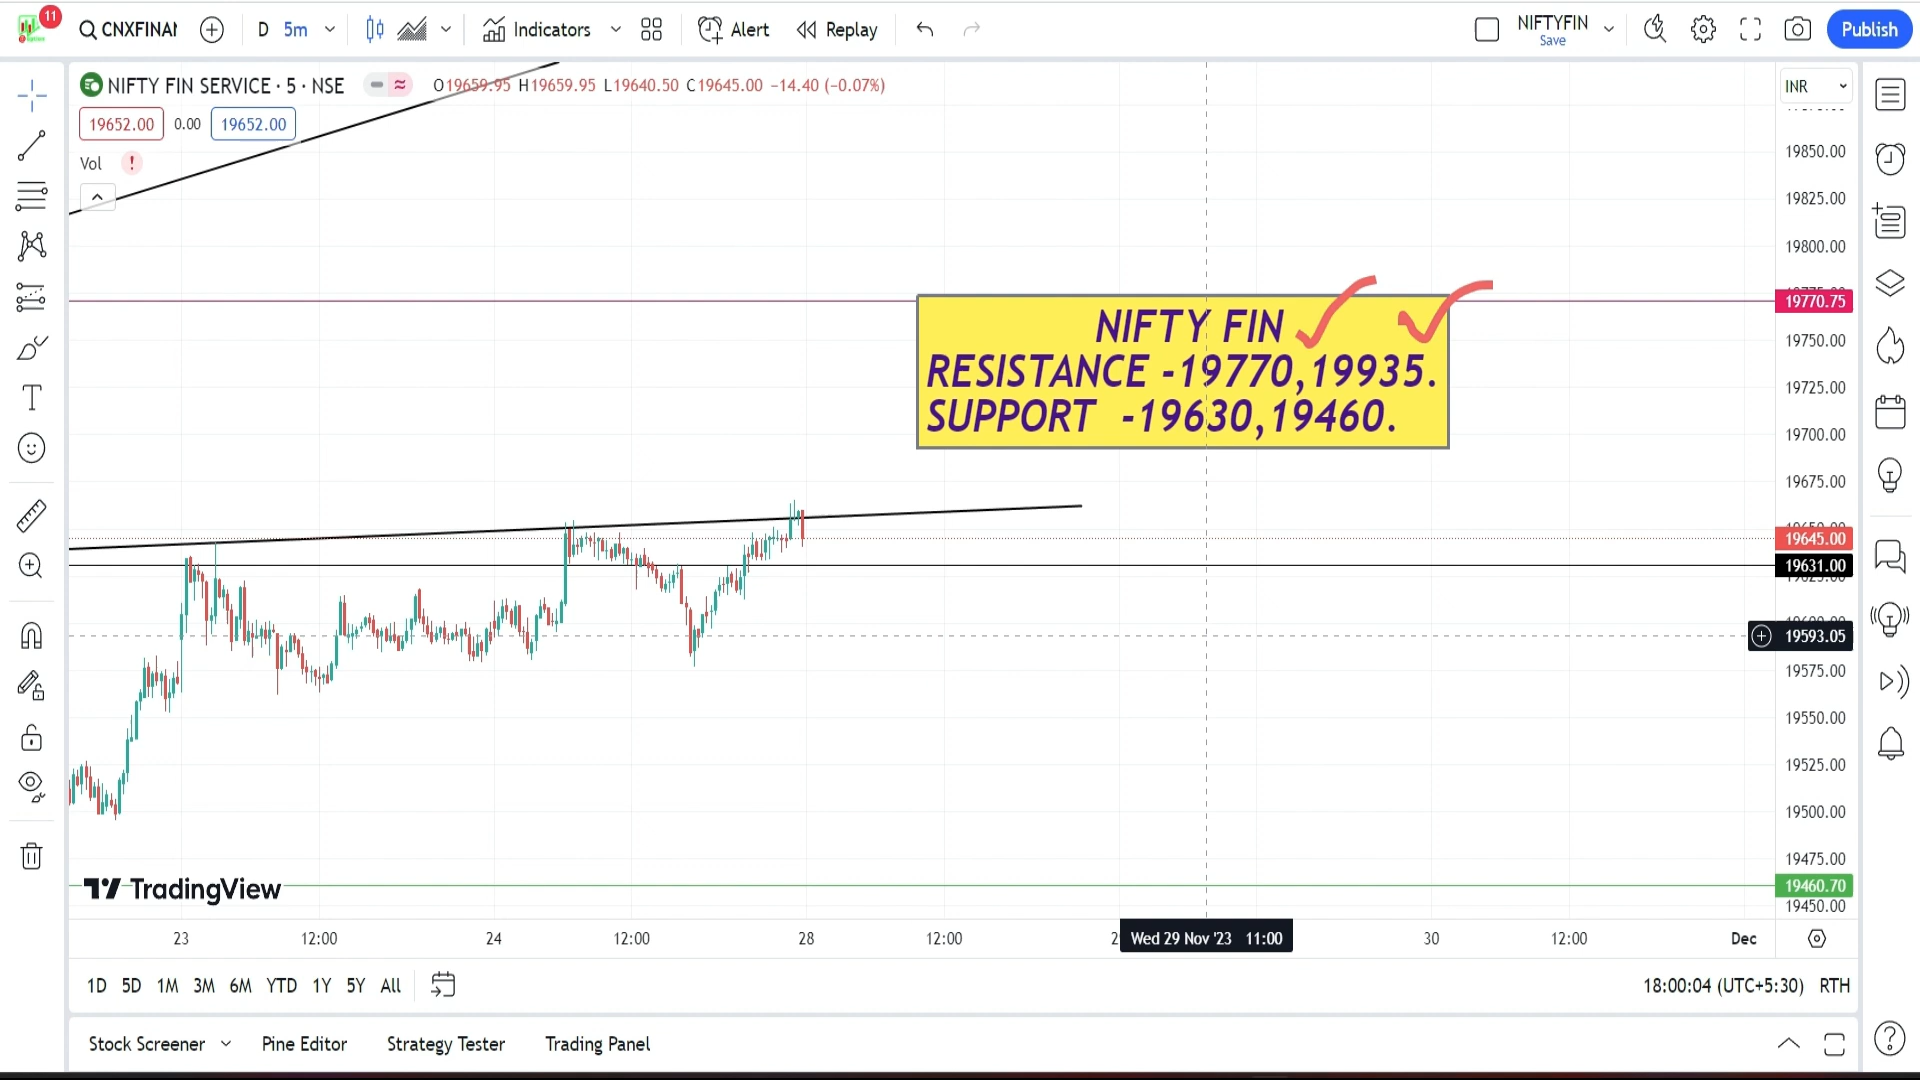 11
CNXFINAN
D 5m
Indicators
Alert
Replay
NIFTYFIN
Save
Publish
NIFTY FIN SERVICE · 5 · NSE
O19659.95 H19659.95 L19640.50 C19645.00 −14.40 (−0.07%)
INR
19652.00 0.00 19652.00
Vol
19850.00
19825.00
19800.00
19770.75
19750.00
19725.00
19700.00
19675.00
19645.00
19631.00
19593.05
19575.00
19550.00
19525.00
19500.00
19475.00
19460.70
19450.00
NIFTY FIN
RESISTANCE -19770,19935.
SUPPORT -19630,19460.
TradingView
23 12:00 24 12:00 28 12:00 Wed 29 Nov '23 11:00 30 12:00 Dec
1D 5D 1M 3M 6M YTD 1Y 5Y All
18:00:04 (UTC+5:30) RTH
Stock Screener Pine Editor Strategy Tester Trading Panel